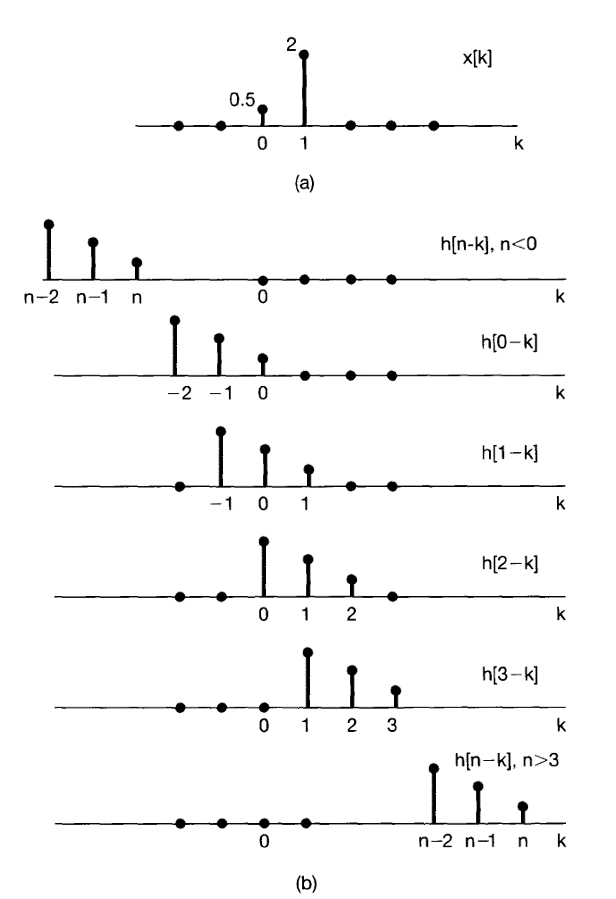 2
x[k]
0.5
0 1 k
(a)
h[n-k], n<0
n−2 n−1 n 0 k
h[0−k]
−2 −1 0 k
h[1−k]
−1 0 1 k
h[2−k]
0 1 2 k
h[3−k]
0 1 2 3 k
h[n−k], n>3
0 n−2 n−1 n k
(b)